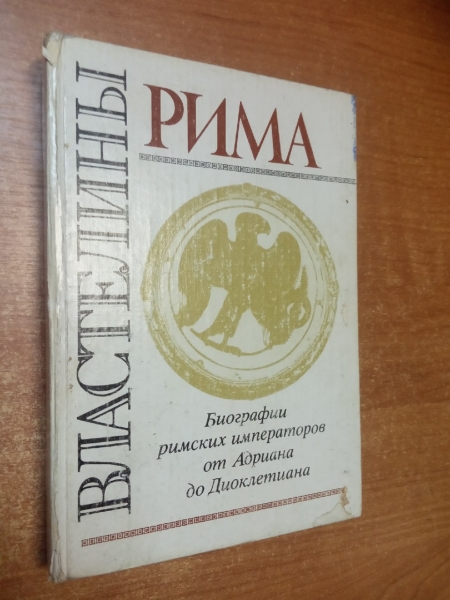 ВЛАСТЕЛИНЫ
РИМА
Биографии
римских императоров
от Адриана
до Диоклетиана